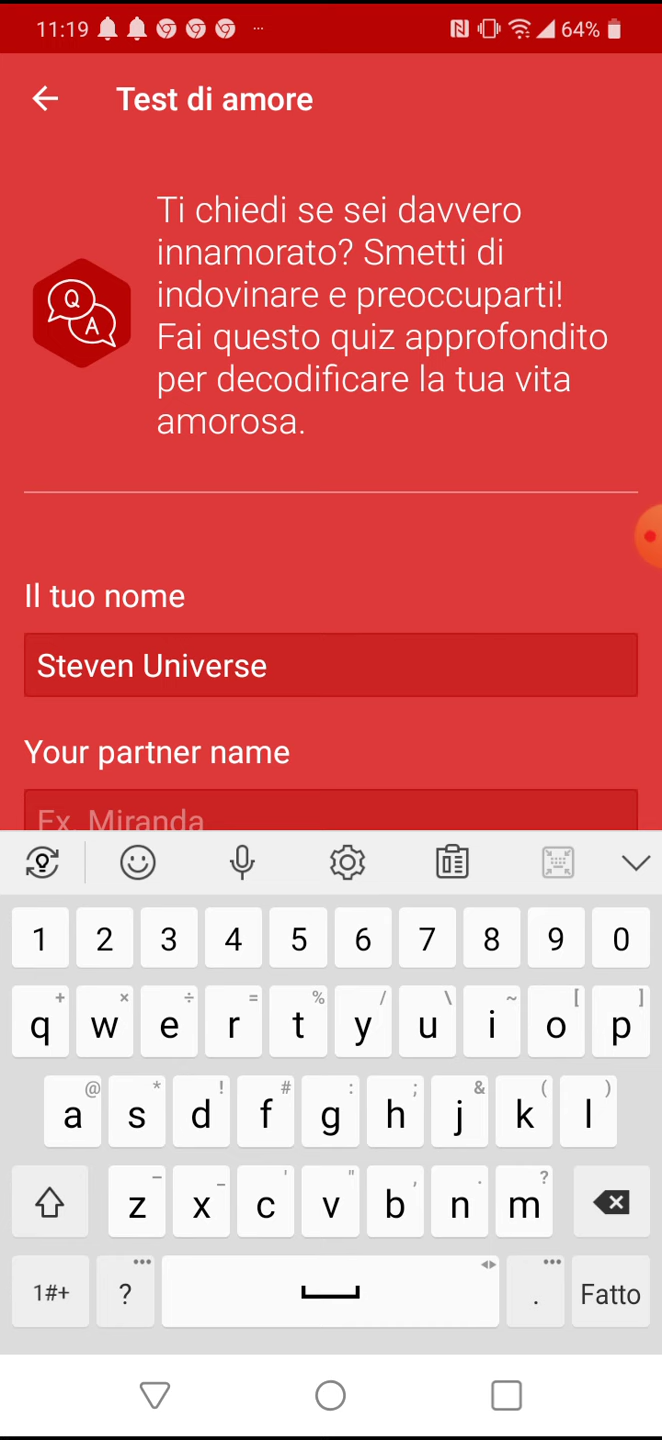 11:19 ... 64%
Test di amore
Q
A
Ti chiedi se sei davvero
innamorato? Smetti di
indovinare e preoccuparti!
Fai questo quiz approfondito
per decodificare la tua vita
amorosa.
Il tuo nome
Steven Universe
Your partner name
Ex. Miranda
1 2 3 4 5 6 7 8 9 0
+ × ÷ = % / \ ~ [ ]
q w e r t y u i o p
@ * ! # : ; & ( )
a s d f g h j k l
– _ ' " , . ?
z x c v b n m
1#+ ? . Fatto